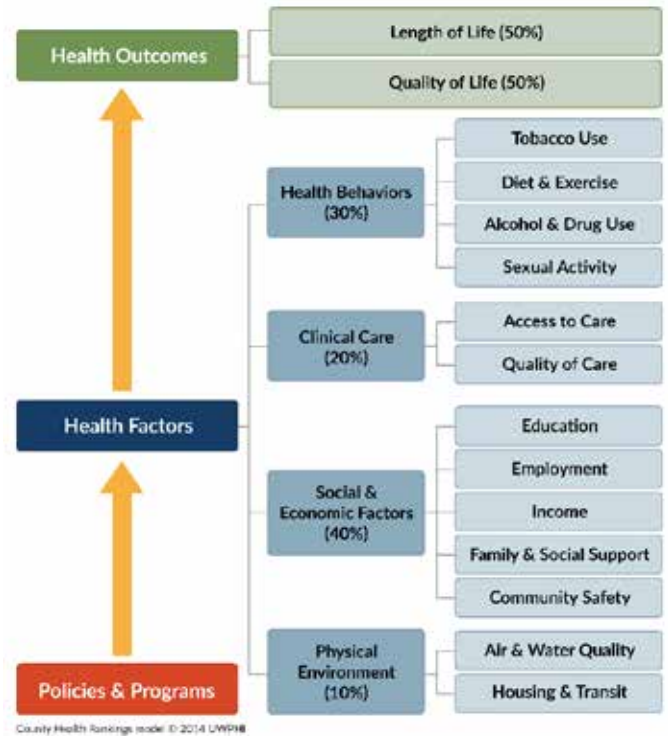 Health Outcomes
Length of Life (50%)
Quality of Life (50%)
Health Behaviors
(30%)
Tobacco Use
Diet & Exercise
Alcohol & Drug Use
Sexual Activity
Clinical Care
(20%)
Access to Care
Quality of Care
Health Factors
Social &
Economic Factors
(40%)
Education
Employment
Income
Family & Social Support
Community Safety
Physical
Environment
(10%)
Air & Water Quality
Housing & Transit
Policies & Programs
County Health Rankings model © 2014 UWPHI